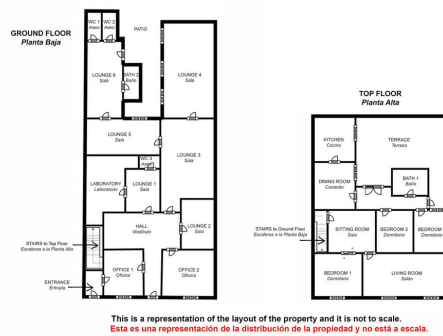 GROUND FLOOR
Planta Baja
WC 1
Aseo
WC 2
Aseo
PATIO
LOUNGE 6
Sala
BATH 2
Baño
LOUNGE 4
Sala
LOUNGE 5
Sala
LOUNGE 3
Sala
WC 3
Aseo
LABORATORY
Laboratorio
LOUNGE 1
Sala
HALL
Vestíbulo
LOUNGE 2
Sala
STAIRS to Top Floor
Escaleras a la Planta Alta
ENTRANCE
Entrada
OFFICE 1
Oficina
OFFICE 2
Oficina
TOP FLOOR
Planta Alta
KITCHEN
Cocina
TERRACE
Terraza
DINING ROOM
Comedor
BATH 1
Baño
STAIRS to Ground Floor
Escaleras a la Planta Baja
SITTING ROOM
Sala
BEDROOM 2
Dormitorio
BEDROOM
Dormitorio
BEDROOM 1
Dormitorio
LIVING ROOM
Salón
This is a representation of the layout of the property and it is not to scale.
Esta es una representación de la distribución de la propiedad y no está a escala.